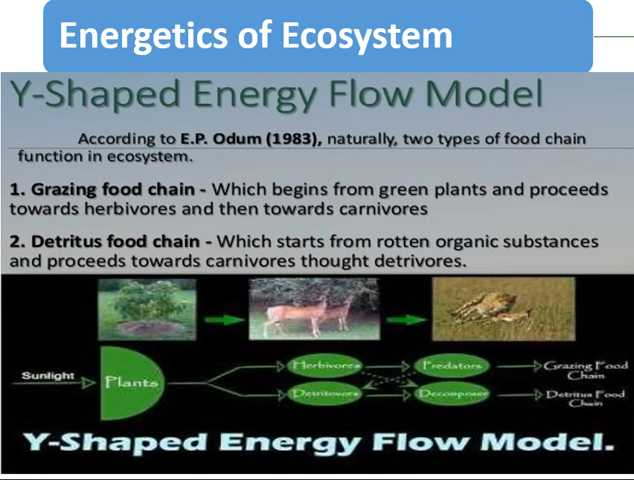 Energetics of Ecosystem
Y-Shaped Energy Flow Model
According to E.P. Odum (1983), naturally, two types of food chain
function in ecosystem.
1. Grazing food chain - Which begins from green plants and proceeds
towards herbivores and then towards carnivores
2. Detritus food chain - Which starts from rotten organic substances
and proceeds towards carnivores thought detrivores.
Sunlight
Plants
Herbivores
Predators
Grazing Food
Chain
Detritovors
Decomposer
Detritus Food
Chain
Y-Shaped Energy Flow Model.